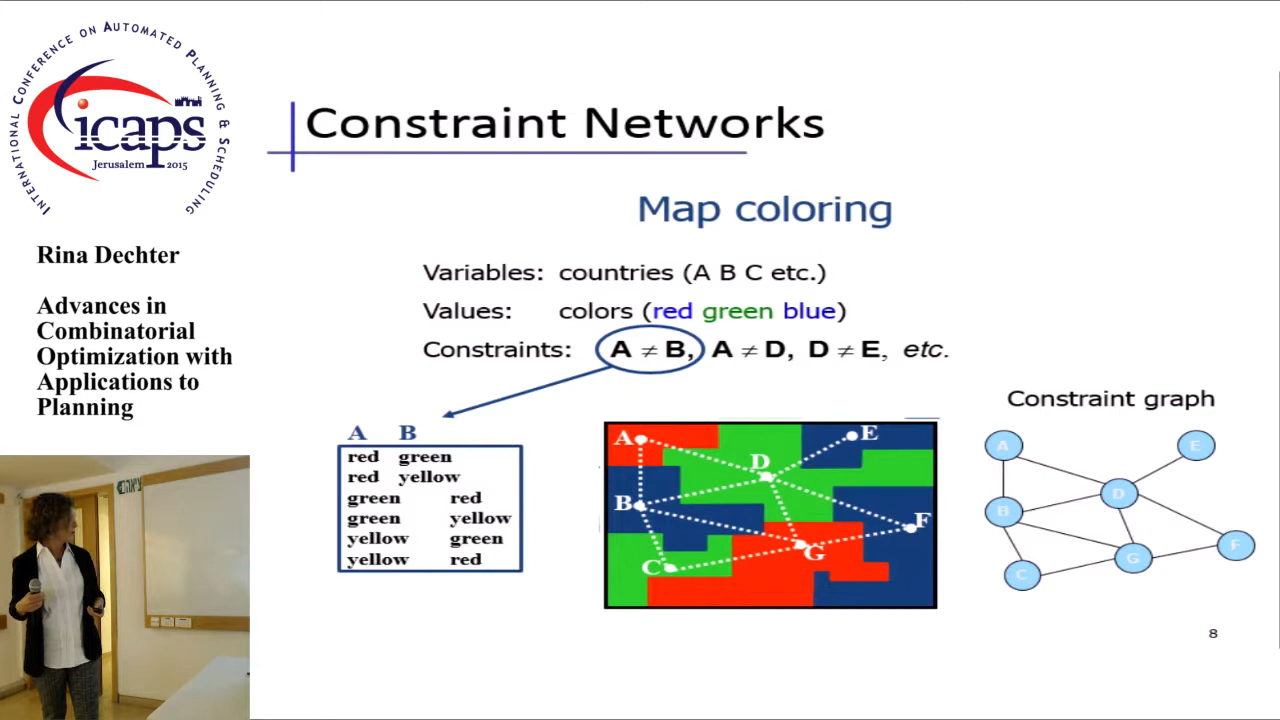 INTERNATIONAL CONFERENCE ON AUTOMATED PLANNING & SCHEDULING
icaps
Jerusalem 2015
Rina Dechter
Advances in
Combinatorial
Optimization with
Applications to
Planning
Constraint Networks
Map coloring
Variables: countries (A B C etc.)
Values: colors (red green blue)
Constraints: A ≠ B, A ≠ D, D ≠ E, etc.
A B
red green
red yellow
green red
green yellow
yellow green
yellow red
A
E
D
B
F
G
C
Constraint graph
A
E
D
B
F
G
C
8